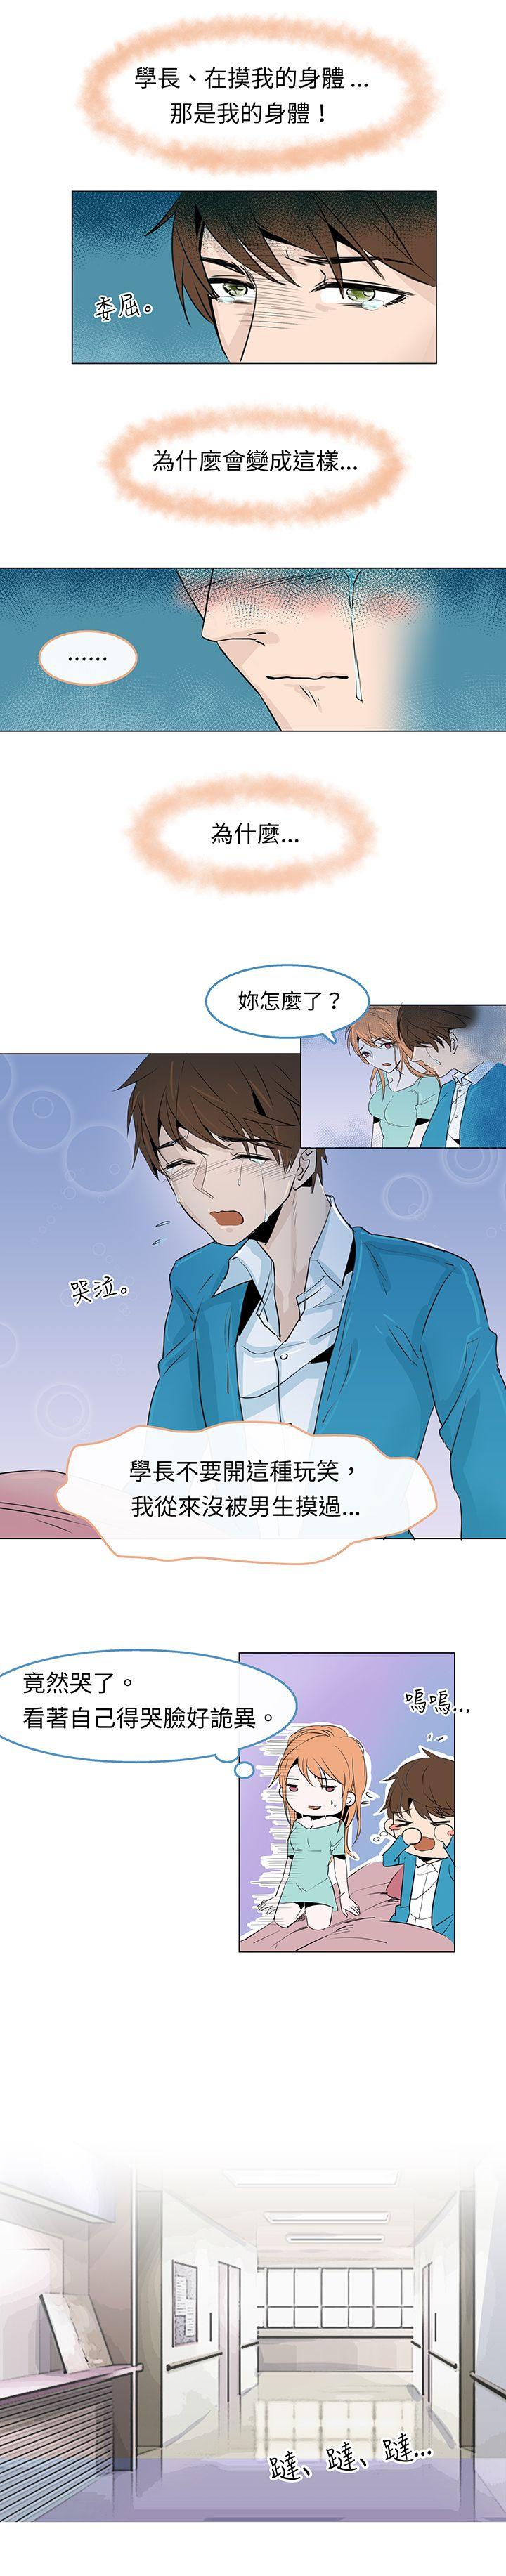 學長、在摸我的身體...
那是我的身體！
委屈。
為什麼會變成這樣...
......
為什麼...
妳怎麼了？
哭泣。
學長不要開這種玩笑，
我從來沒被男生摸過...
竟然哭了。
看著自己得哭臉好詭異。
嗚嗚...
躂、躂、躂...